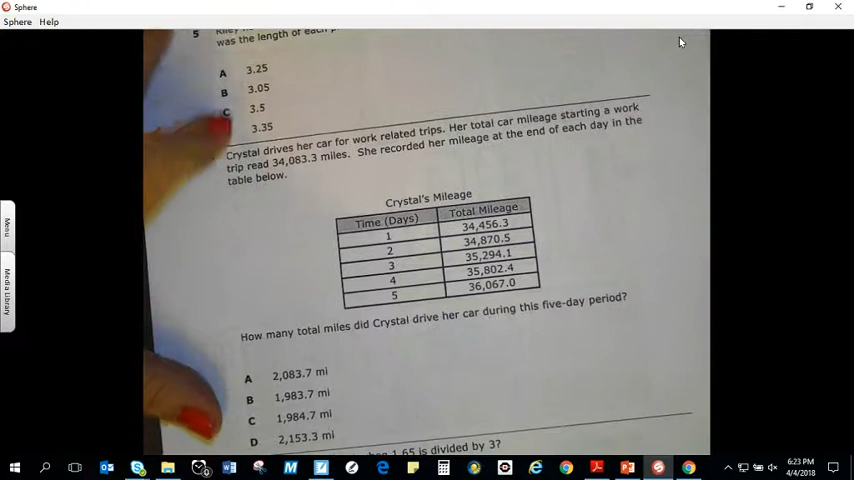 Sphere
Sphere Help
5
was the length of each
A 3.25
B 3.05
C 3.5
3.35
Crystal drives her car for work related trips. Her total car mileage starting a work
trip read 34,083.3 miles. She recorded her mileage at the end of each day in the
table below.
Crystal's Mileage
Time (Days) Total Mileage
1 34,456.3
2 34,870.5
3 35,294.1
4 35,802.4
5 36,067.0
How many total miles did Crystal drive her car during this five-day period?
A 2,083.7 mi
B 1,983.7 mi
C 1,984.7 mi
D 2,153.3 mi
1.65 is divided by 3?
Menu
Media Library
6:23 PM
4/4/2018